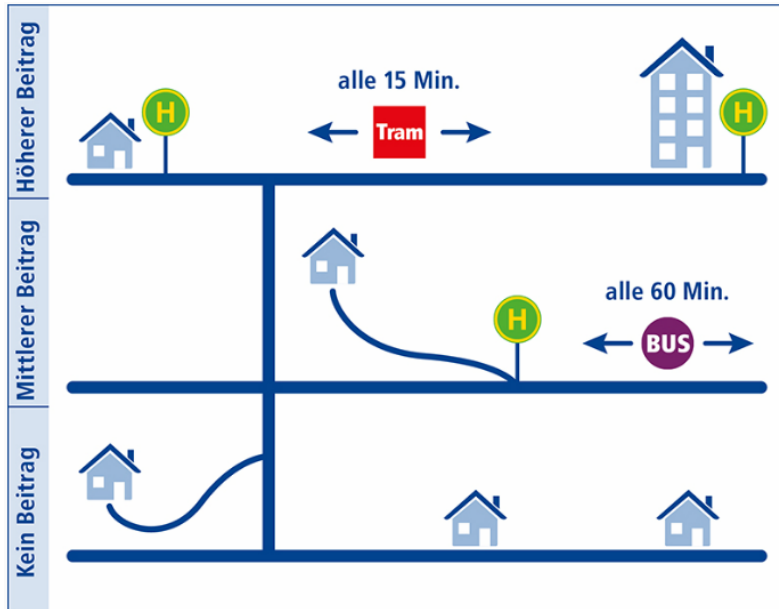 Höherer Beitrag
alle 15 Min.
H
Tram
H
Mittlerer Beitrag
H
alle 60 Min.
BUS
Kein Beitrag